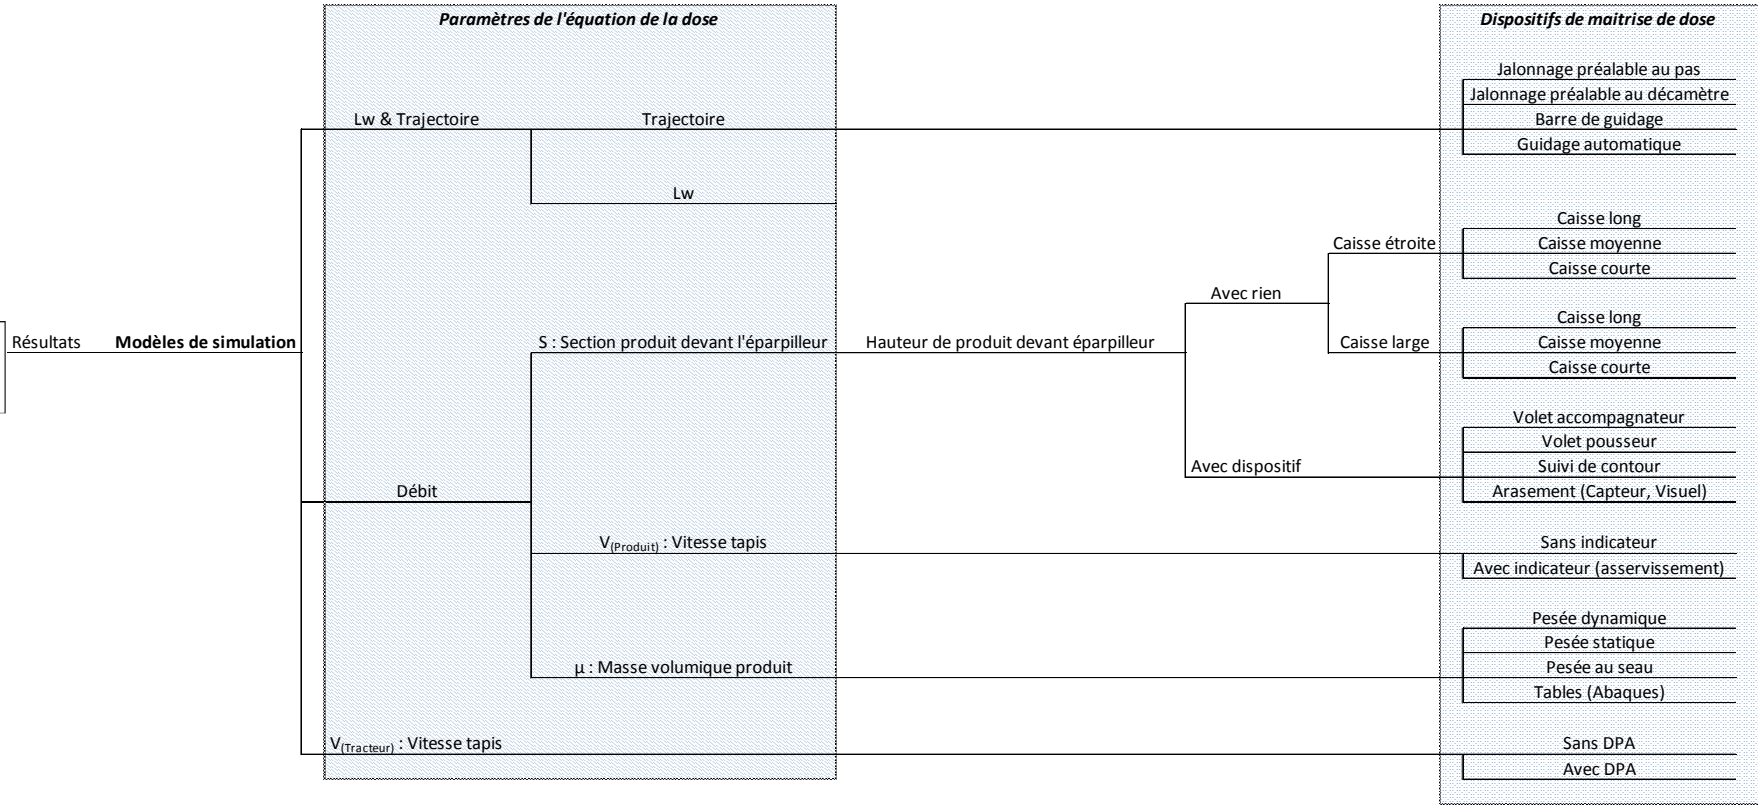 Paramètres de l'équation de la dose
Dispositifs de maitrise de dose
Jalonnage préalable au pas
Jalonnage préalable au décamètre
Lw & Trajectoire
Trajectoire
Barre de guidage
Guidage automatique
Lw
Caisse long
Caisse étroite
Caisse moyenne
Caisse courte
Avec rien
Caisse long
Résultats
Modèles de simulation
S : Section produit devant l'éparpilleur
Hauteur de produit devant éparpilleur
Caisse large
Caisse moyenne
Caisse courte
Volet accompagnateur
Volet pousseur
Avec dispositif
Suivi de contour
Débit
Arasement (Capteur, Visuel)
V(Produit) : Vitesse tapis
Sans indicateur
Avec indicateur (asservissement)
Pesée dynamique
Pesée statique
µ : Masse volumique produit
Pesée au seau
Tables (Abaques)
V(Tracteur) : Vitesse tapis
Sans DPA
Avec DPA